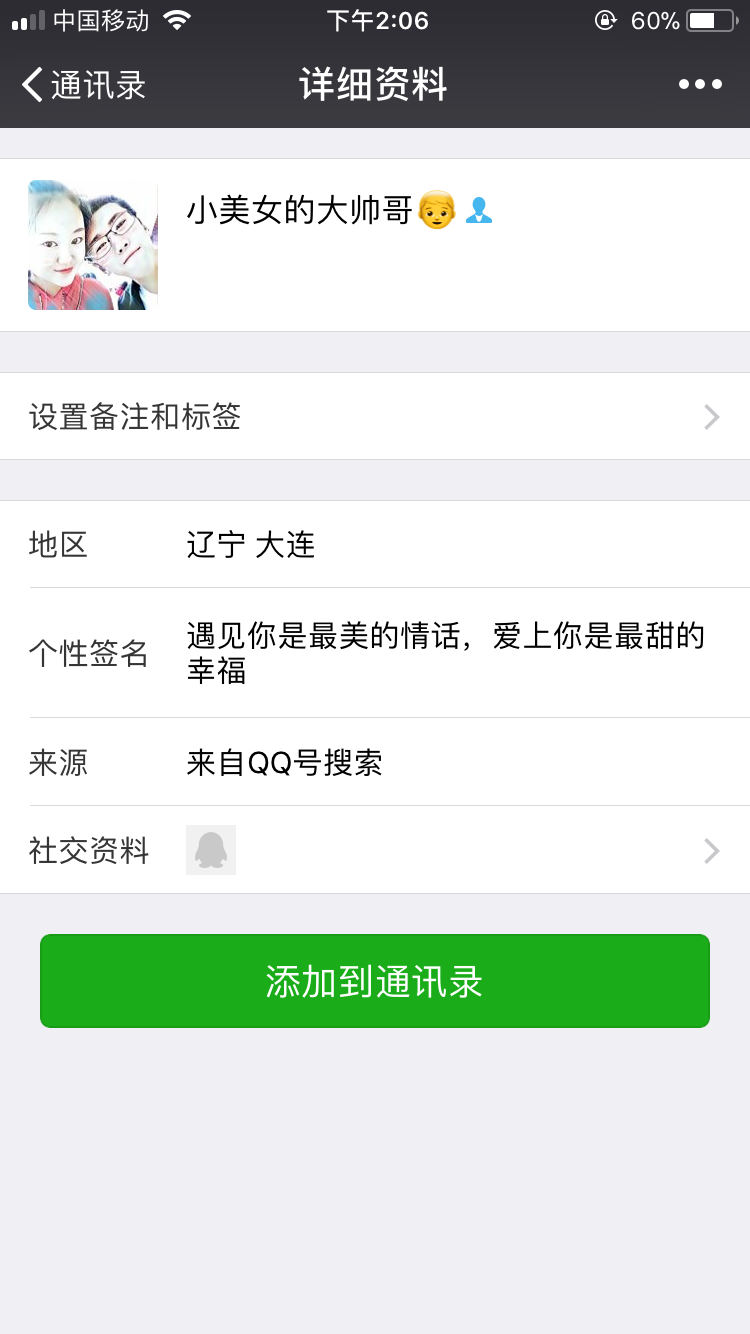 中国移动 下午2:06 60%
通讯录 详细资料
小美女的大帅哥👦
设置备注和标签
地区 辽宁 大连
个性签名 遇见你是最美的情话，爱上你是最甜的
幸福
来源 来自QQ号搜索
社交资料
添加到通讯录